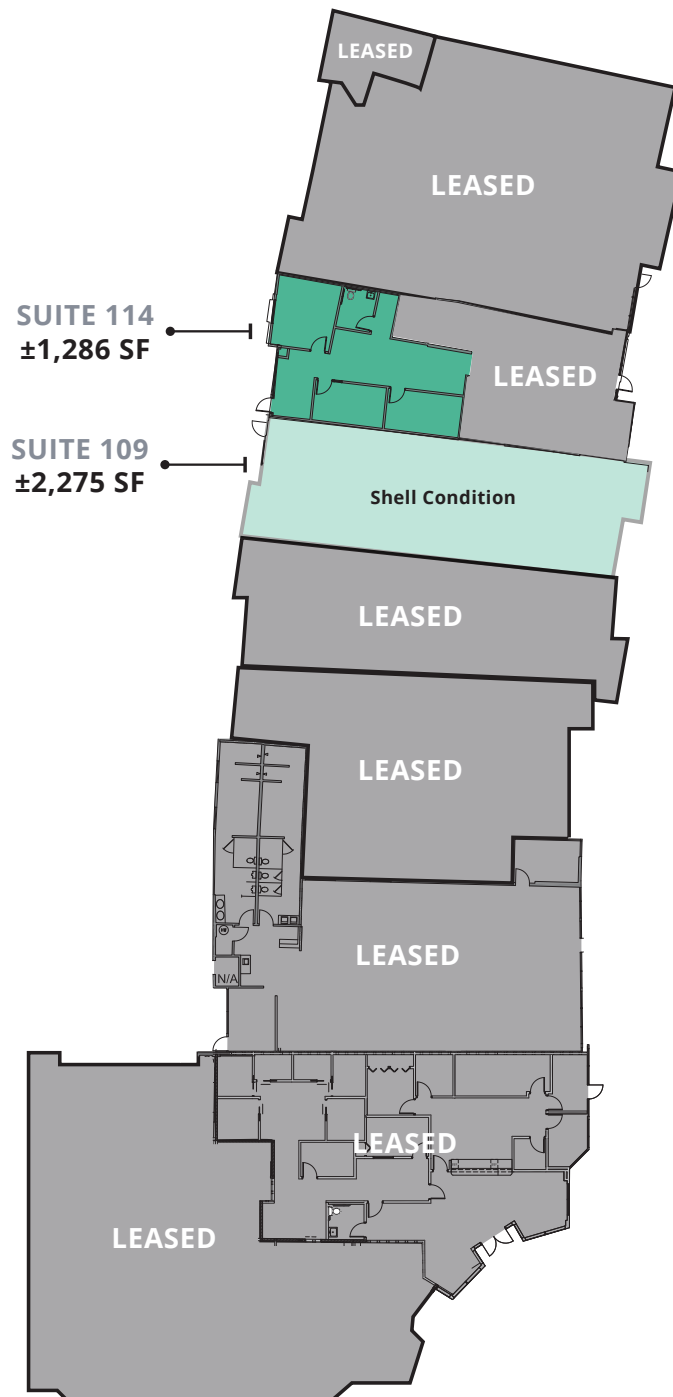 LEASED
LEASED
SUITE 114
±1,286 SF
LEASED
SUITE 109
±2,275 SF
Shell Condition
LEASED
LEASED
LEASED
N/A
LEASED
LEASED